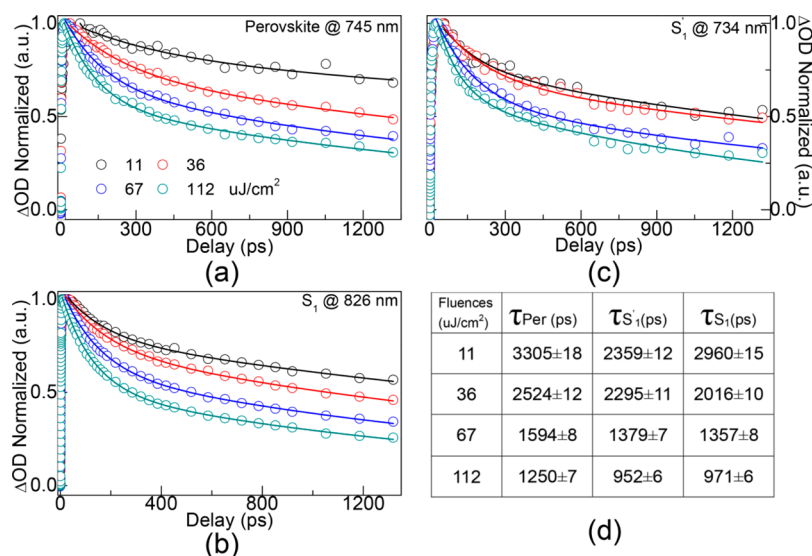 Perovskite @ 745 nm
ΔOD Normalized (a.u.)
1.0
0.5
0.0
11 36
67 112 uJ/cm²
0 300 600 900 1200
Delay (ps)
(a)
S'₁ @ 734 nm
ΔOD Normalized (a.u.)
1.0
0.5
0.0
0 300 600 900 1200
Delay (ps)
(c)
S₁ @ 826 nm
ΔOD Normalized (a.u.)
1.0
0.5
0.0
0 400 800 1200
Delay (ps)
(b)
Fluences (uJ/cm²) τPer (ps) τS'₁(ps) τS₁(ps)
11 3305±18 2359±12 2960±15
36 2524±12 2295±11 2016±10
67 1594±8 1379±7 1357±8
112 1250±7 952±6 971±6
(d)